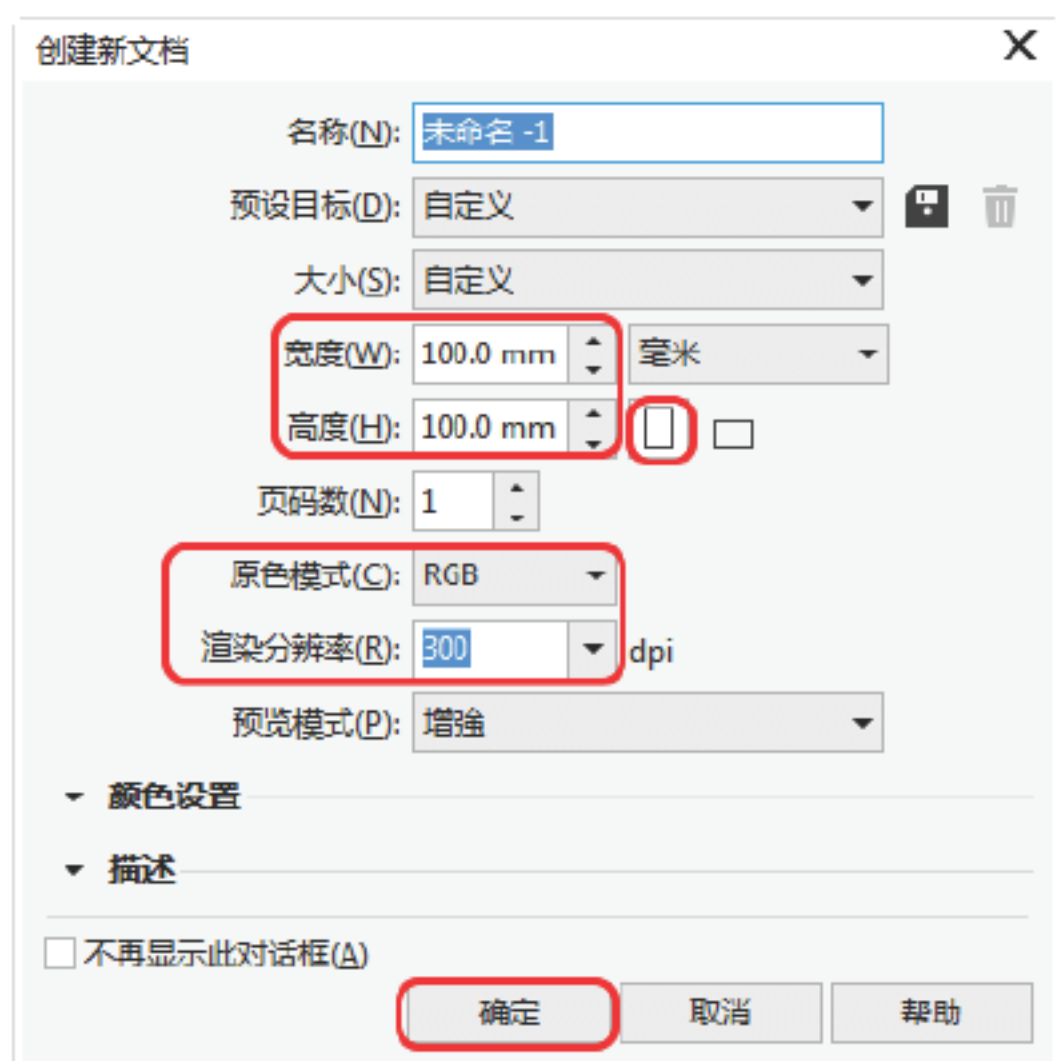 创建新文档
名称(N): 未命名 -1
预设目标(D): 自定义
大小(S): 自定义
宽度(W): 100.0 mm 毫米
高度(H): 100.0 mm
页码数(N): 1
原色模式(C): RGB
渲染分辨率(R): 300 dpi
预览模式(P): 增强
颜色设置
描述
不再显示此对话框(A)
确定 取消 帮助